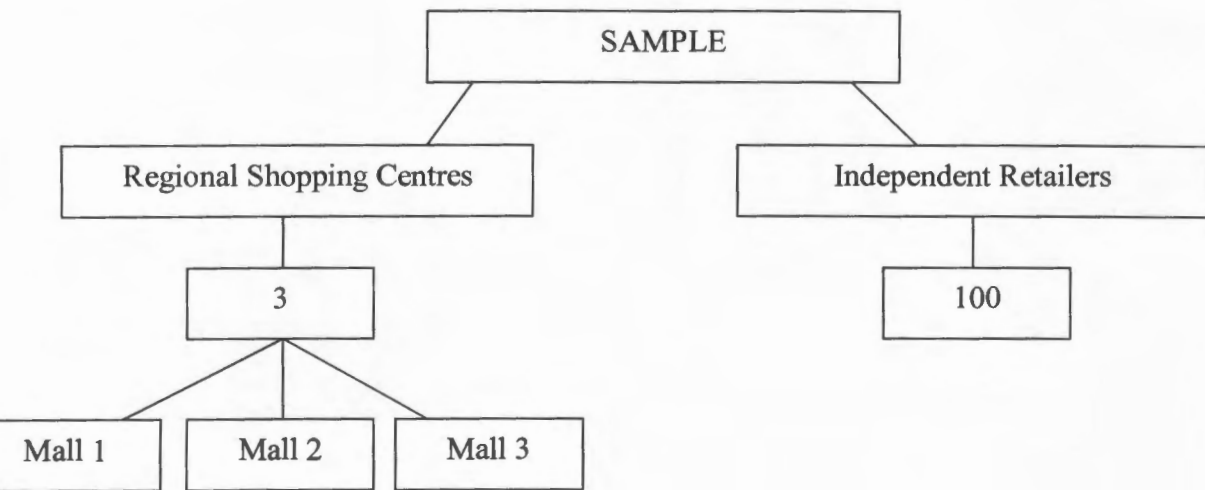 SAMPLE
Regional Shopping Centres
Independent Retailers
3
100
Mall 1
Mall 2
Mall 3